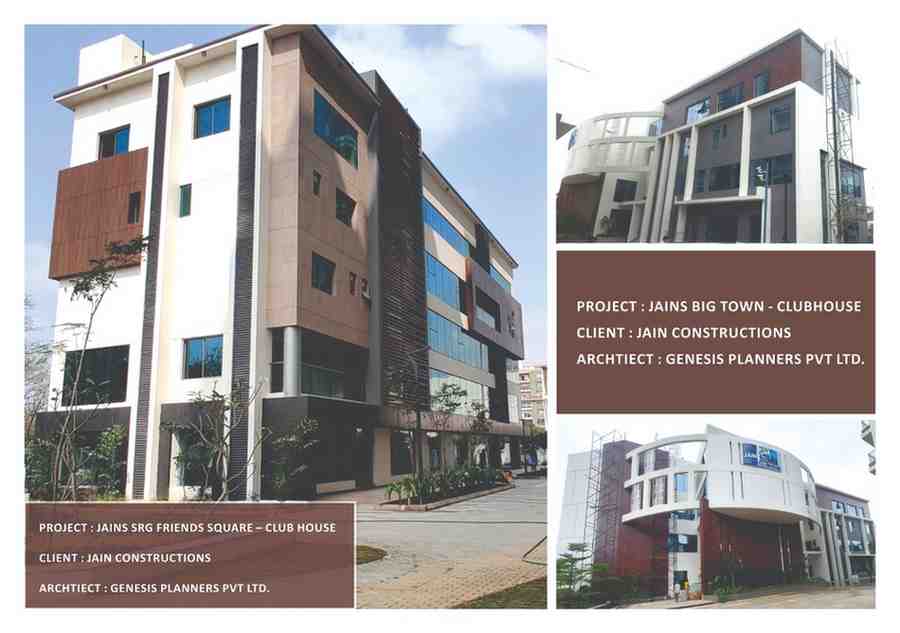 PROJECT : JAINS SRG FRIENDS SQUARE – CLUB HOUSE
CLIENT : JAIN CONSTRUCTIONS
ARCHTIECT : GENESIS PLANNERS PVT LTD.
PROJECT : JAINS BIG TOWN - CLUBHOUSE
CLIENT : JAIN CONSTRUCTIONS
ARCHTIECT : GENESIS PLANNERS PVT LTD.
JAIN